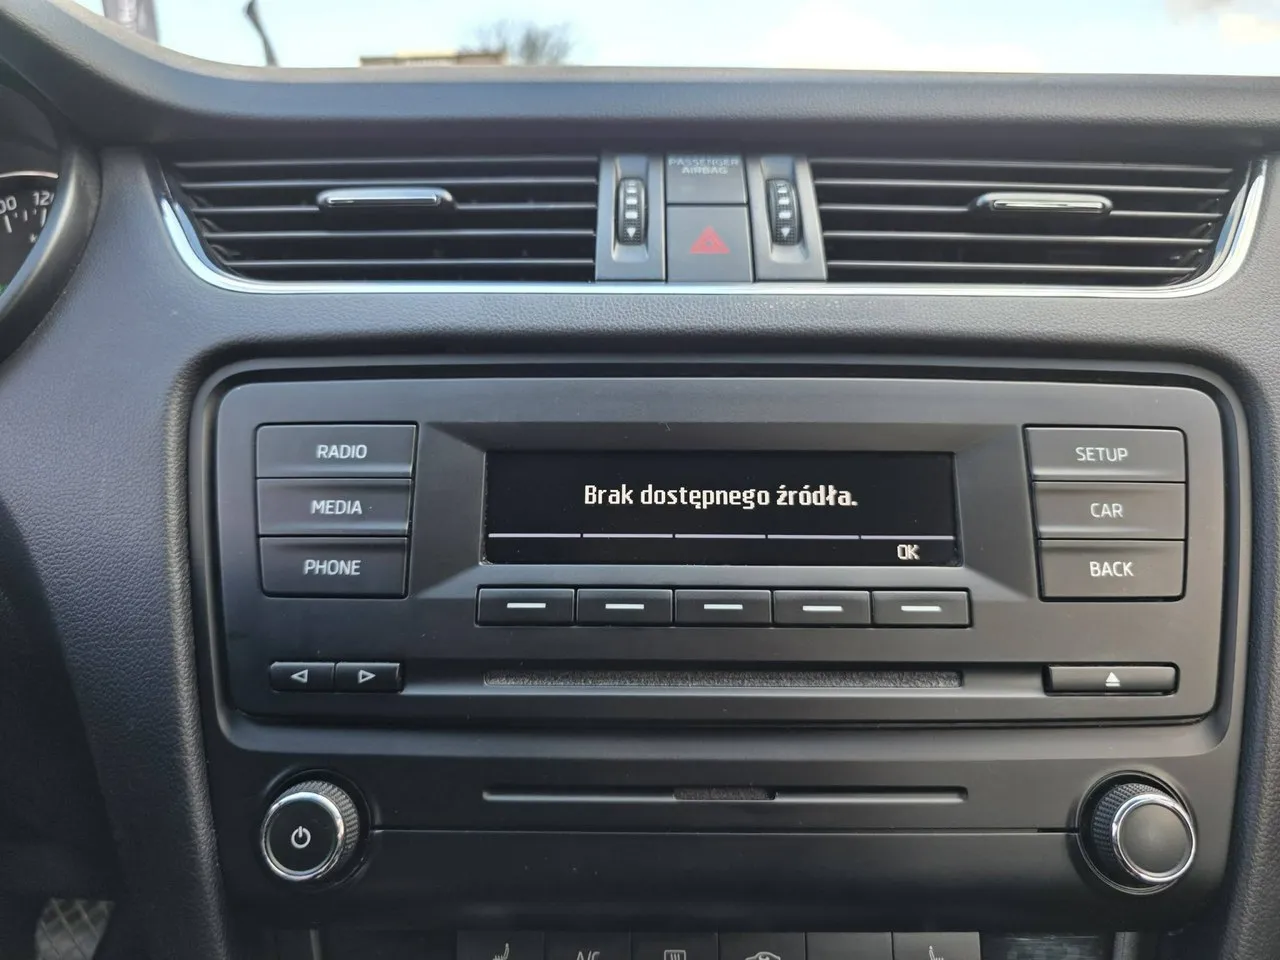 PASSENGER
AIRBAG
RADIO
MEDIA
PHONE
Brak dostępnego źródła.
OK
SETUP
CAR
BACK
A/C